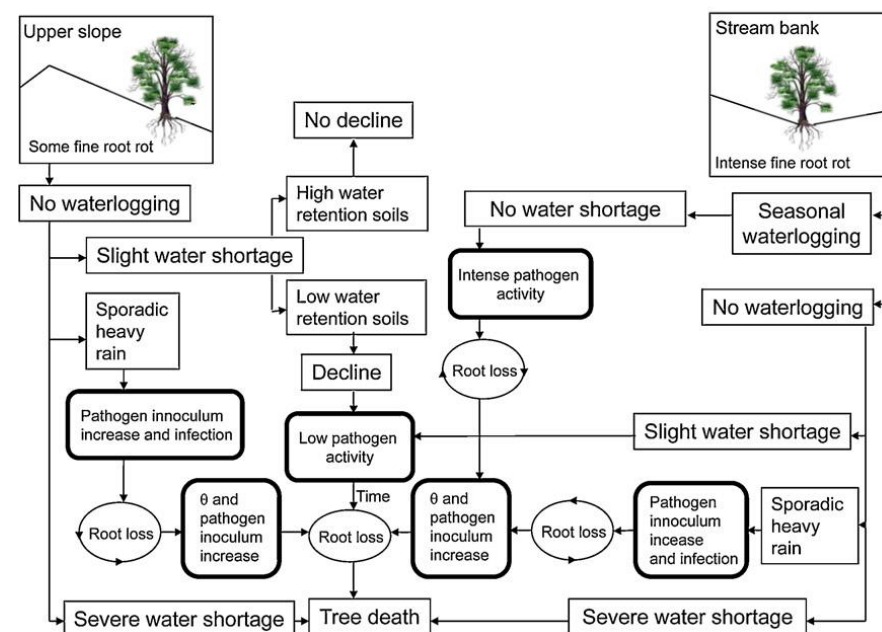 Upper slope
Some fine root rot
Stream bank
Intense fine root rot
No decline
No waterlogging
High water
retention soils
No water shortage
Seasonal
waterlogging
Slight water shortage
Intense pathogen
activity
Low water
retention soils
No waterlogging
Sporadic
heavy
rain
Decline
Root loss
Pathogen innoculum
increase and infection
Low pathogen
activity
Slight water shortage
Time
Root loss
θ and
pathogen
inoculum
increase
Root loss
θ and
pathogen
inoculum
increase
Root loss
Pathogen
innoculum
incease
and infection
Sporadic
heavy
rain
Severe water shortage
Tree death
Severe water shortage